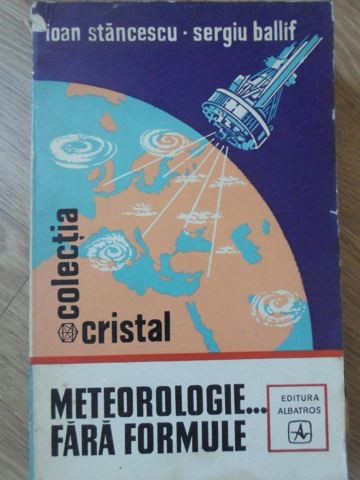 ioan stăncescu · sergiu ballif
colecția
cristal
METEOROLOGIE...
FĂRĂ FORMULE
EDITURA
ALBATROS